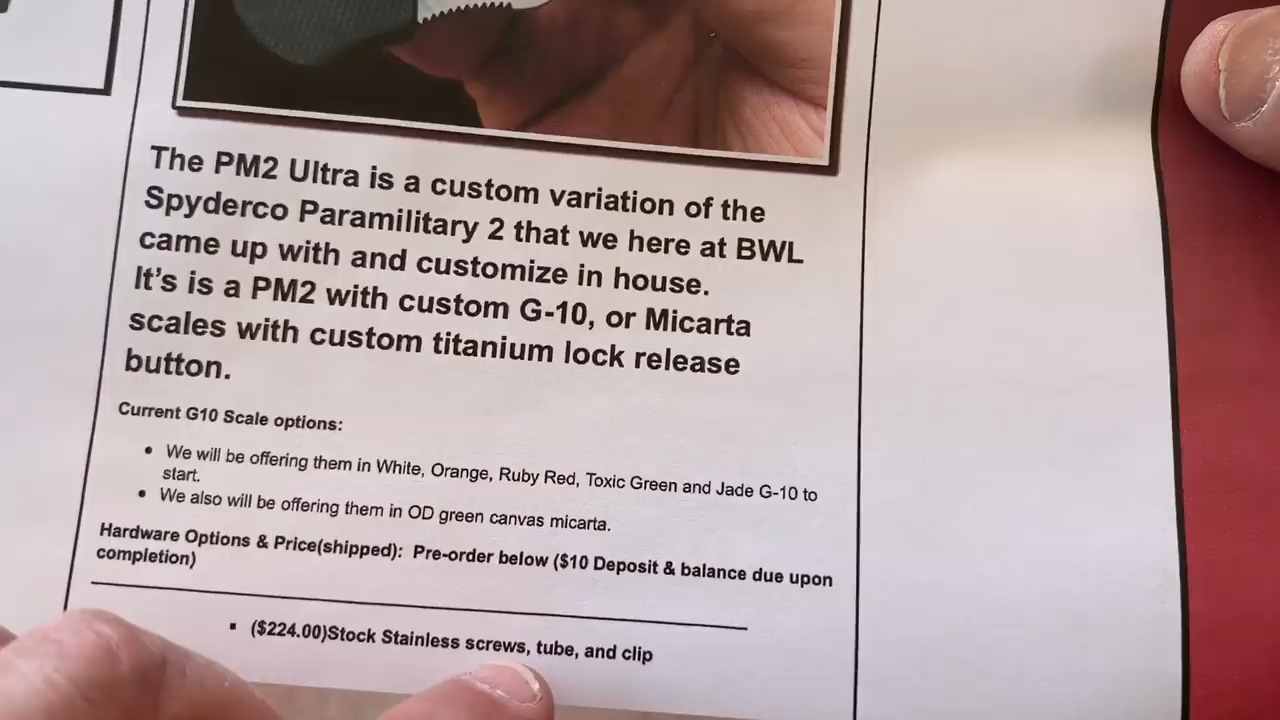 The PM2 Ultra is a custom variation of the
Spyderco Paramilitary 2 that we here at BWL
came up with and customize in house.
It’s is a PM2 with custom G-10, or Micarta
scales with custom titanium lock release
button.
Current G10 Scale options:
• We will be offering them in White, Orange, Ruby Red, Toxic Green and Jade G-10 to
start.
• We also will be offering them in OD green canvas micarta.
Hardware Options & Price(shipped): Pre-order below ($10 Deposit & balance due upon
completion)
▪ ($224.00)Stock Stainless screws, tube, and clip